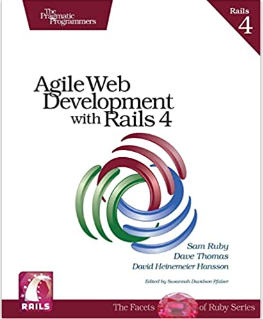 The
Pragmatic
Programmers
Rails
4
Agile Web
Development
with Rails 4
Sam Ruby
Dave Thomas
David Heinemeier Hansson
Edited by Susannah Davidson Pfalzer
RAILS
The Facets of Ruby Series